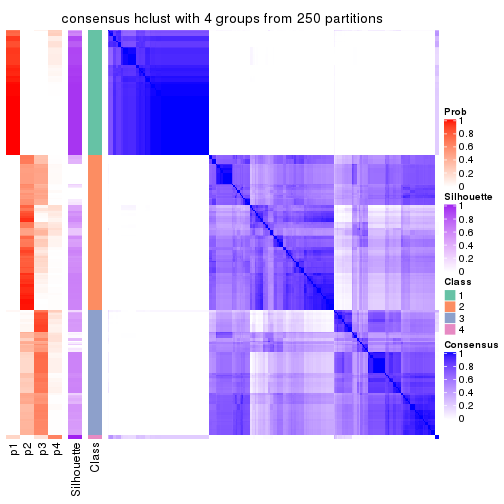 consensus hclust with 4 groups from 250 partitions
Prob
1
0.8
0.6
0.4
0.2
0
Silhouette
1
0.8
0.6
0.4
0.2
0
Class
1
2
3
4
Consensus
1
0.8
0.6
0.4
0.2
0
p1
p2
p3
p4
Silhouette
Class